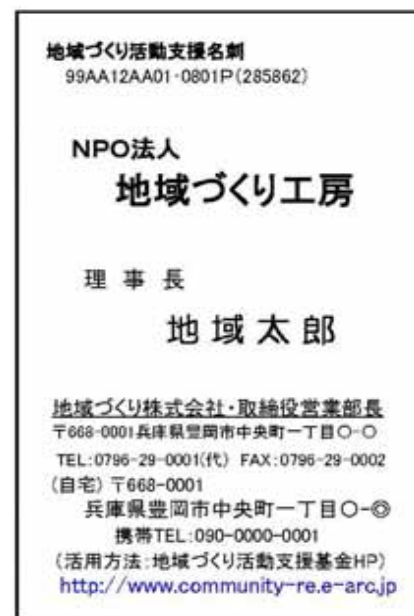 地域づくり活動支援名刺
99AA12AA01-0801P(285862)
NPO法人
地域づくり工房
理事長
地域太郎
地域づくり株式会社・取締役営業部長
〒668-0001兵庫県豊岡市中央町一丁目〇-〇
TEL:0796-29-0001(代) FAX:0796-29-0002
(自宅)〒668-0001
兵庫県豊岡市中央町一丁目〇-◎
携帯TEL:090-0000-0001
(活用方法:地域づくり活動支援基金HP)
http://www.community-re.e-arc.jp